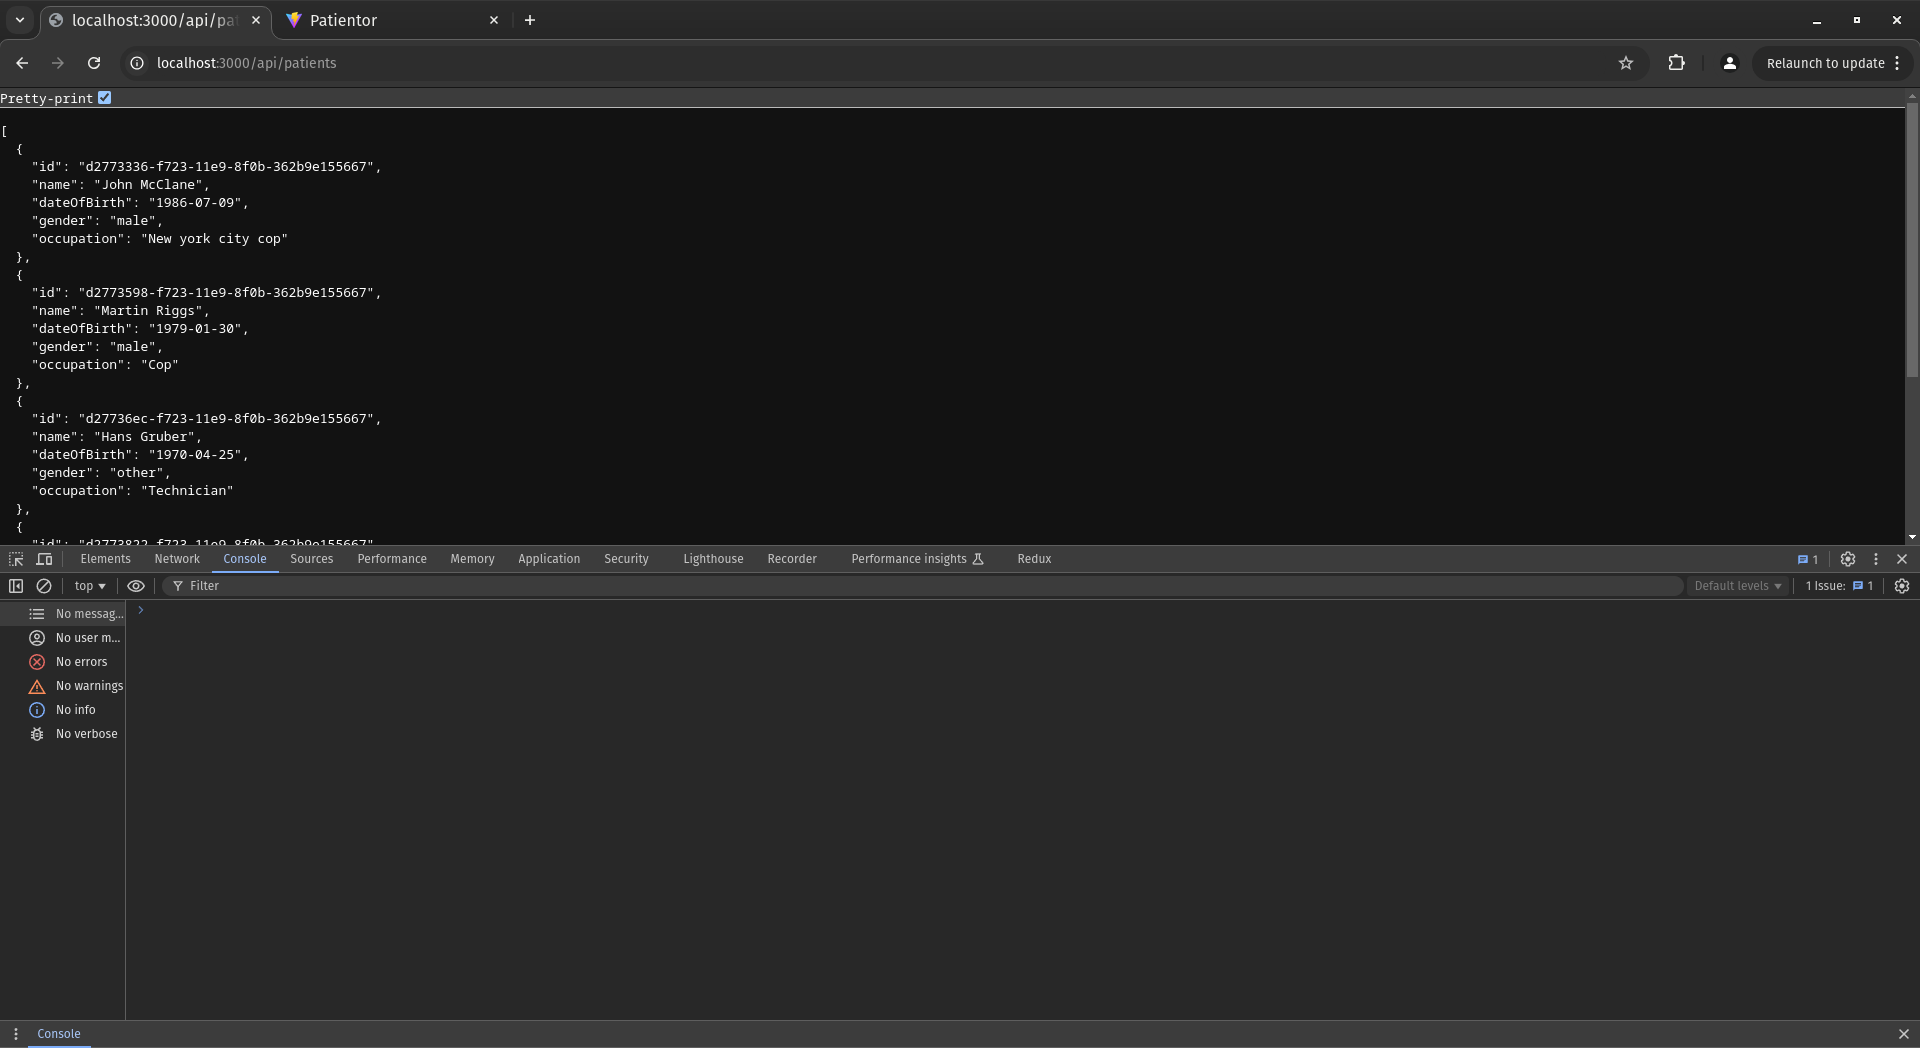 localhost:3000/api/pat
Patientor
localhost:3000/api/patients
Relaunch to update
Pretty-print
[
{
"id": "d2773336-f723-11e9-8f0b-362b9e155667",
"name": "John McClane",
"dateOfBirth": "1986-07-09",
"gender": "male",
"occupation": "New york city cop"
},
{
"id": "d2773598-f723-11e9-8f0b-362b9e155667",
"name": "Martin Riggs",
"dateOfBirth": "1979-01-30",
"gender": "male",
"occupation": "Cop"
},
{
"id": "d27736ec-f723-11e9-8f0b-362b9e155667",
"name": "Hans Gruber",
"dateOfBirth": "1970-04-25",
"gender": "other",
"occupation": "Technician"
},
{
"id": "d2773822-f723-11e9-8f0b-362b9e155667",
Elements Network Console Sources Performance Memory Application Security Lighthouse Recorder Performance insights Redux 1
top Filter Default levels 1 Issue: 1
No messag...
No user m...
No errors
No warnings
No info
No verbose
Console